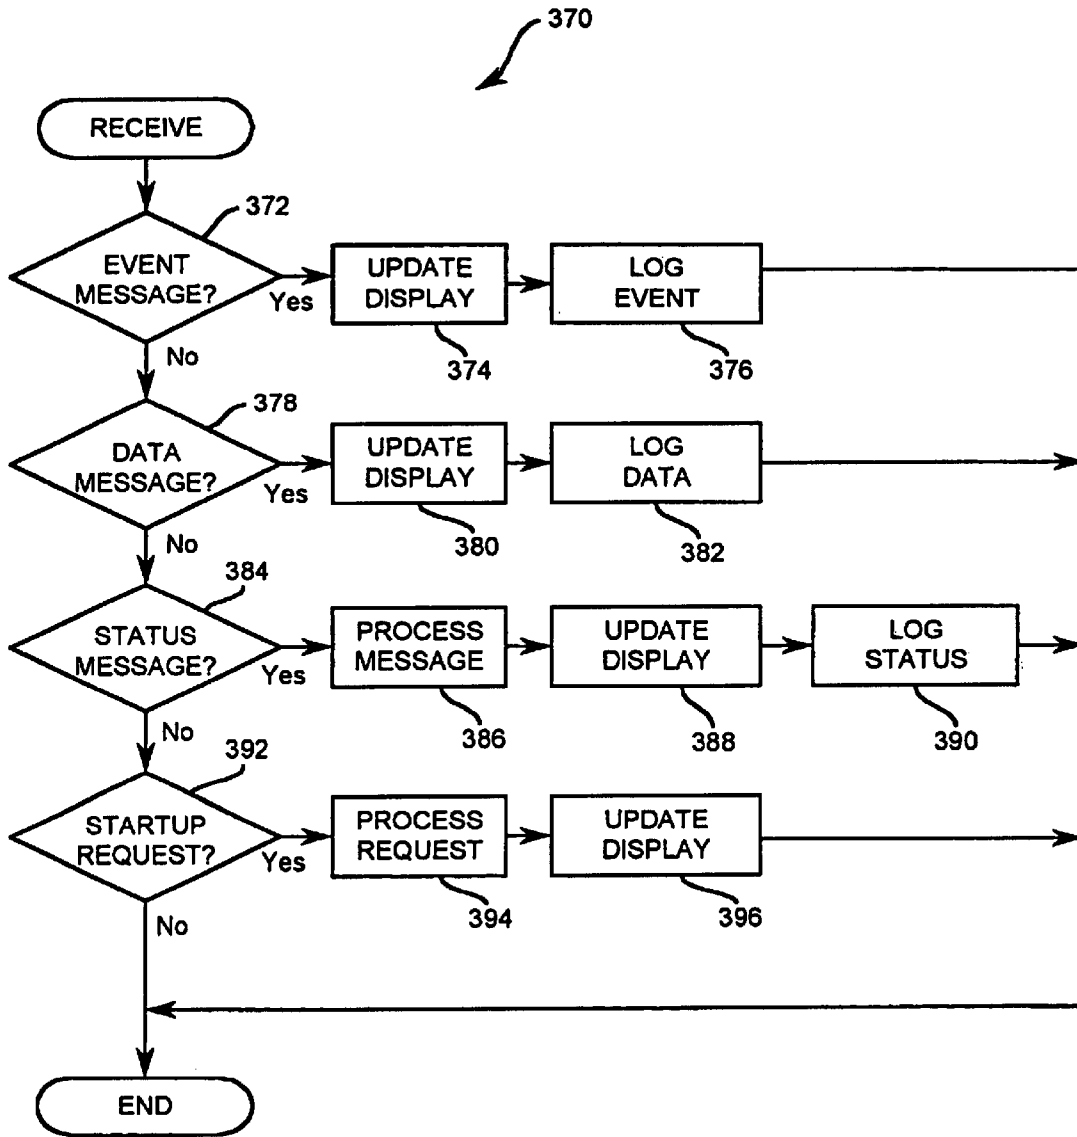 370
RECEIVE
372
EVENT
MESSAGE?
Yes
No
UPDATE
DISPLAY
374
LOG
EVENT
376
378
DATA
MESSAGE?
Yes
No
UPDATE
DISPLAY
380
LOG
DATA
382
384
STATUS
MESSAGE?
Yes
No
PROCESS
MESSAGE
386
UPDATE
DISPLAY
388
LOG
STATUS
390
392
STARTUP
REQUEST?
Yes
No
PROCESS
REQUEST
394
UPDATE
DISPLAY
396
END